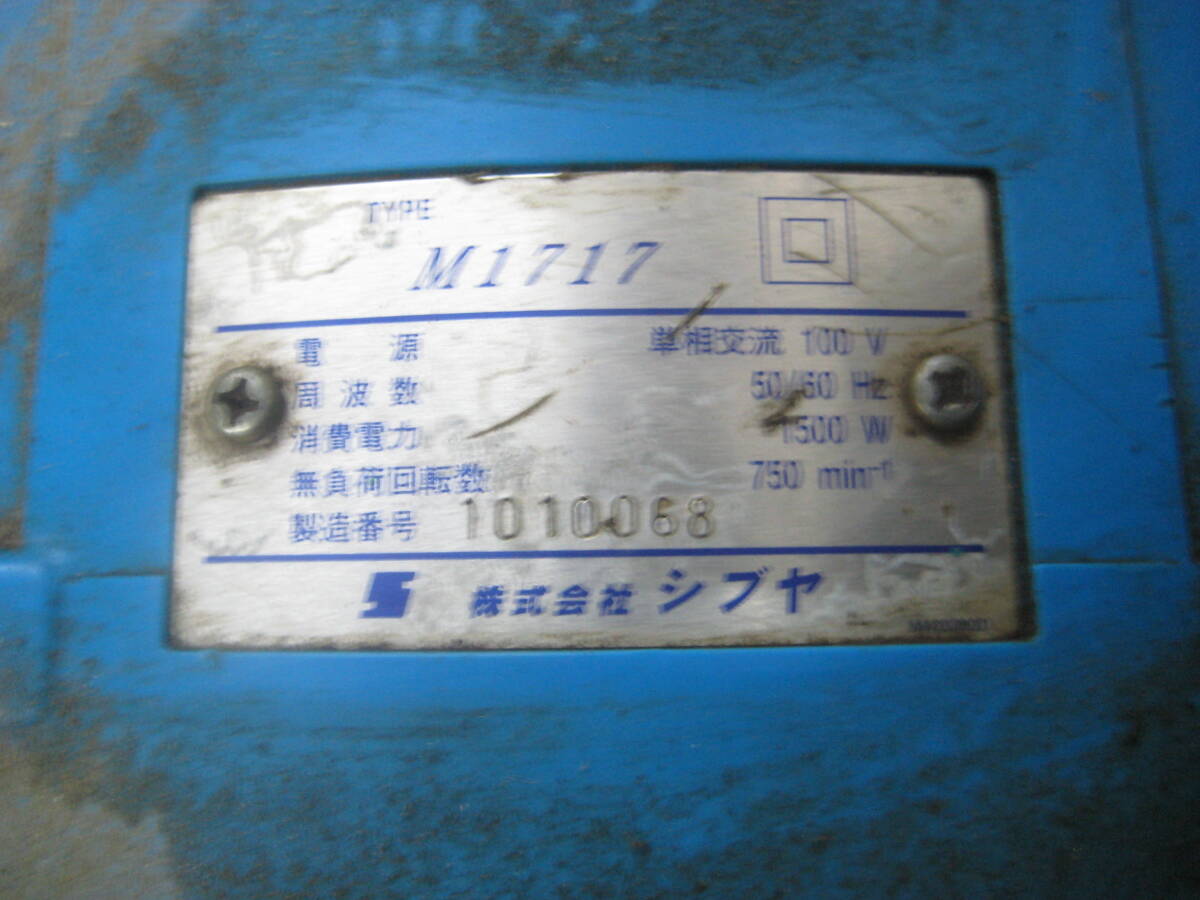 TYPE
M1717
電源 単相交流 100 V
周波数 50/60 Hz
消費電力 1500 W
無負荷回転数 750 min⁻¹
製造番号 1010068
株式会社 シブヤ